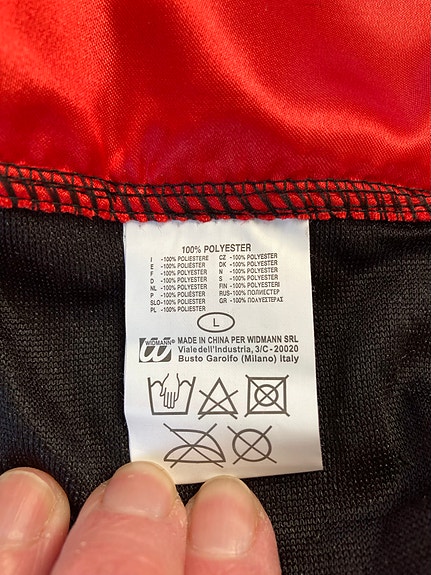 100% POLYESTER
I -100% POLIESTERE CZ -100% POLYESTER
E -100% POLIÉSTER DK -100% POLYESTER
F -100% POLYESTER N -100% POLYESTER
D -100% POLYESTER S -100% POLYESTER
NL -100% POLYESTER FIN -100% POLYESTERI
P -100% POLIESTER RUS-100% ПОЛИЕСТЕР
SLO-100% POLIESTER GR -100% ΠΟΛΥΕΣΤΕΡΑΣ
PL -100% POLIESTER
L
WIDMANN® MADE IN CHINA PER WIDMANN SRL
Viale dell'Industria, 3/C - 20020
Busto Garolfo (Milano) Italy